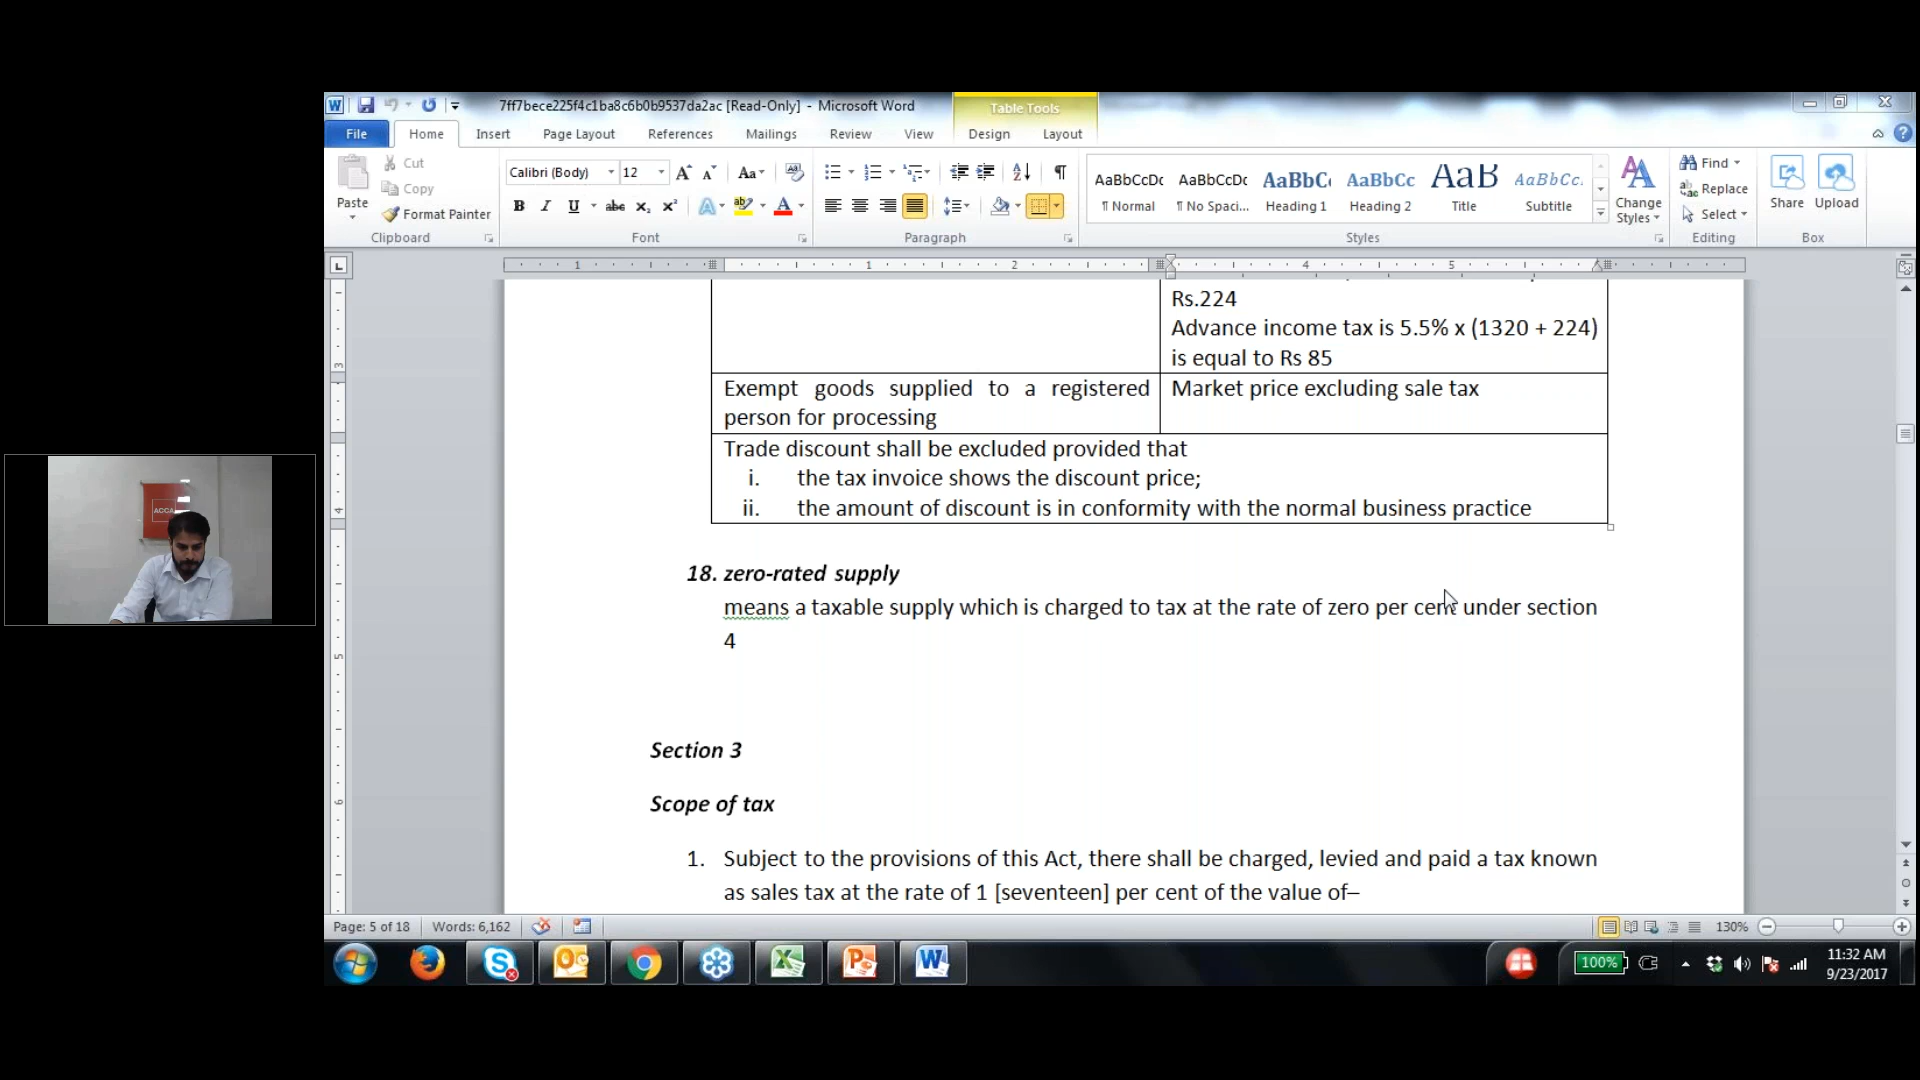 7ff7bece225f4c1ba8c6b0b9537da2ac [Read-Only] - Microsoft Word
Table Tools
File Home Insert Page Layout References Mailings Review View Design Layout
Paste
Cut
Copy
Format Painter
Clipboard
Calibri (Body) 12
Font
Paragraph
AaBbCcDc AaBbCcDc AaBbC AaBbCc AaB AaBbCc.
¶ Normal ¶ No Spaci... Heading 1 Heading 2 Title Subtitle
Change Styles
Styles
Find
Replace
Select
Editing
Share Upload
Box
ACCA
Rs.224
Advance income tax is 5.5% x (1320 + 224)
is equal to Rs 85
Exempt goods supplied to a registered person for processing
Market price excluding sale tax
Trade discount shall be excluded provided that
i. the tax invoice shows the discount price;
ii. the amount of discount is in conformity with the normal business practice
18. zero-rated supply
means a taxable supply which is charged to tax at the rate of zero per cent under section
4
Section 3
Scope of tax
1. Subject to the provisions of this Act, there shall be charged, levied and paid a tax known
as sales tax at the rate of 1 [seventeen] per cent of the value of–
Page: 5 of 18 Words: 6,162 130%
100%
11:32 AM
9/23/2017